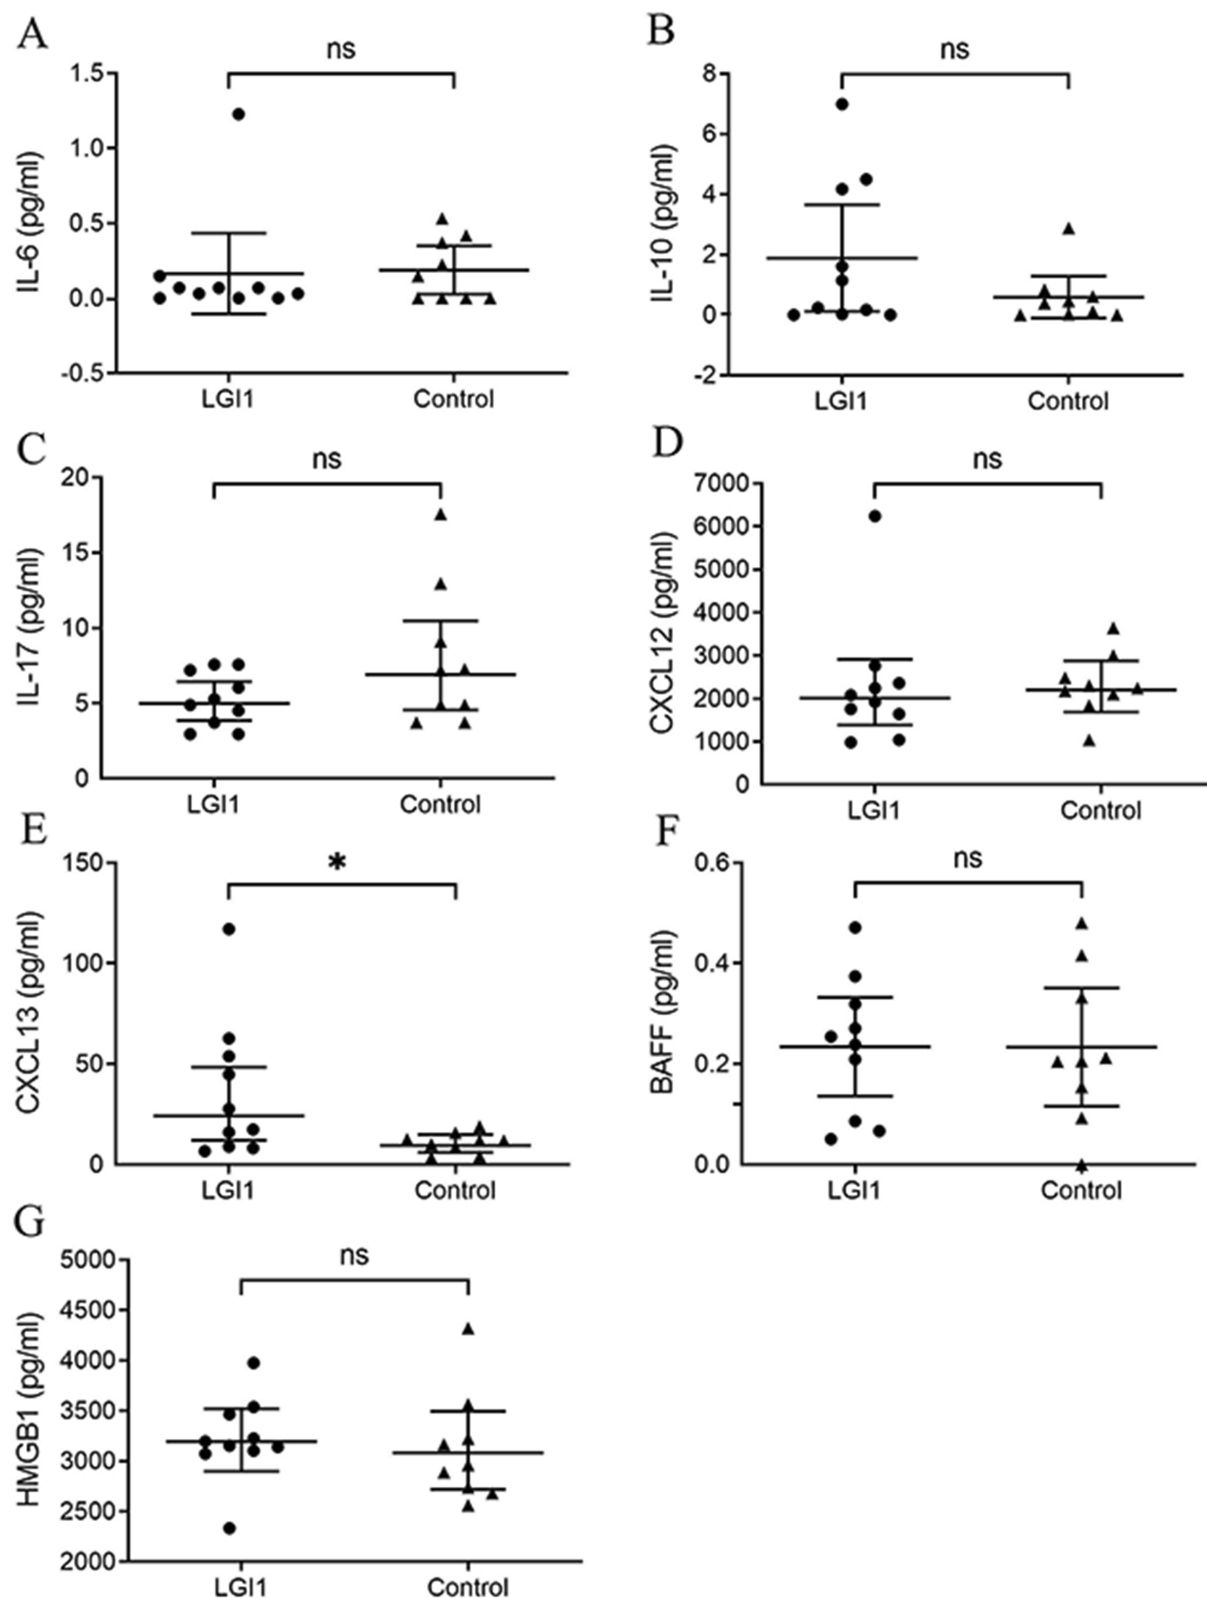 A
ns
IL-6 (pg/ml)
1.5
1.0
0.5
0.0
-0.5
LGI1
Control
B
ns
IL-10 (pg/ml)
8
6
4
2
0
-2
LGI1
Control
C
ns
IL-17 (pg/ml)
20
15
10
5
0
LGI1
Control
D
ns
CXCL12 (pg/ml)
7000
6000
5000
4000
3000
2000
1000
0
LGI1
Control
E
*
CXCL13 (pg/ml)
150
100
50
0
LGI1
Control
F
ns
BAFF (pg/ml)
0.6
0.4
0.2
0.0
LGI1
Control
G
ns
HMGB1 (pg/ml)
5000
4500
4000
3500
3000
2500
2000
LGI1
Control